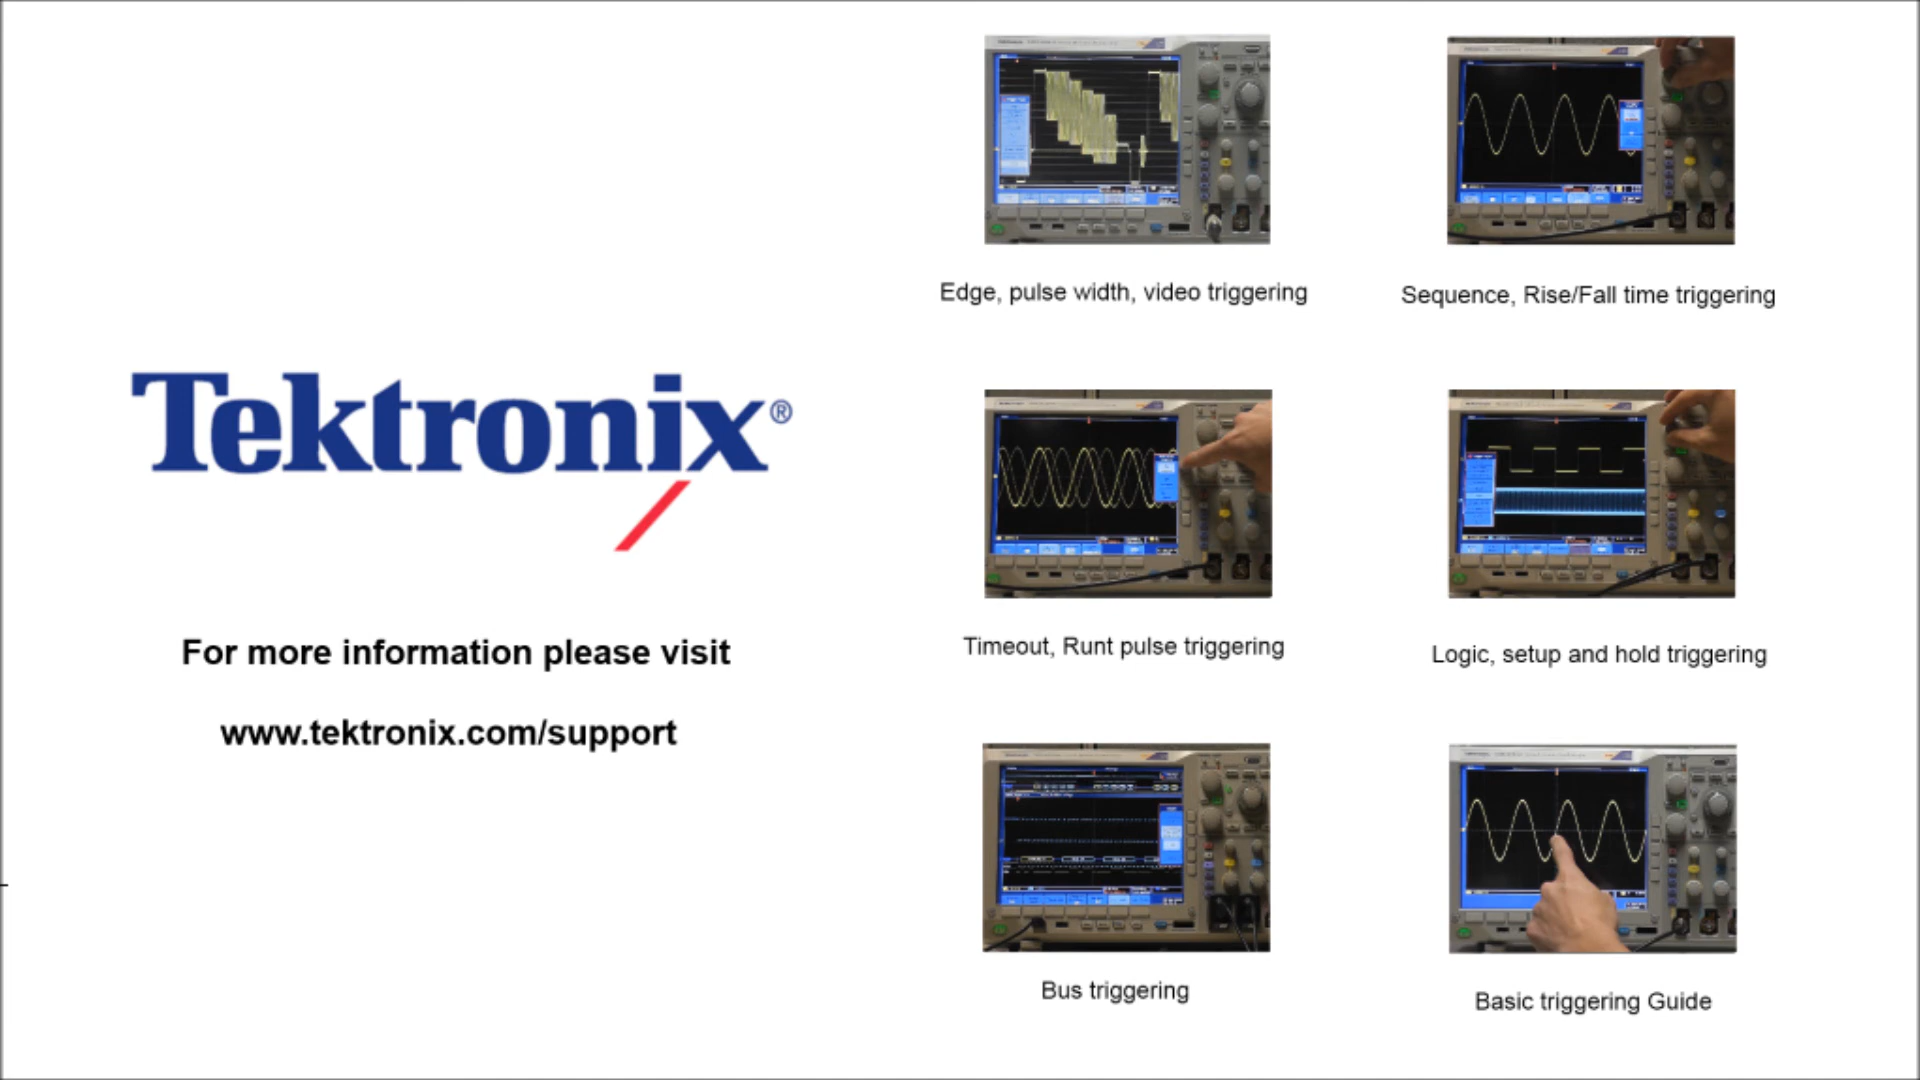 Tektronix®
For more information please visit
www.tektronix.com/support
Edge, pulse width, video triggering
Sequence, Rise/Fall time triggering
Timeout, Runt pulse triggering
Logic, setup and hold triggering
Bus triggering
Basic triggering Guide